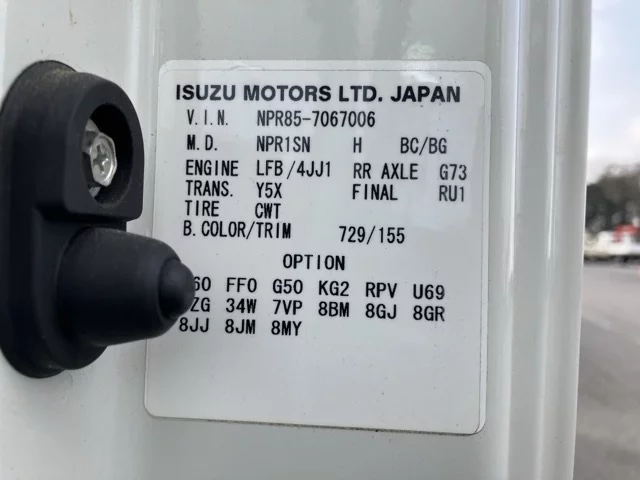 ISUZU MOTORS LTD. JAPAN
V.I.N. NPR85-7067006
M.D. NPR1SN H BC/BG
ENGINE LFB/4JJ1 RR AXLE G73
TRANS. Y5X FINAL RU1
TIRE CWT
B.COLOR/TRIM 729/155
OPTION
FF0 G50 KG2 RPV U69
34W 7VP 8BM 8GJ 8GR
8JJ 8JM 8MY